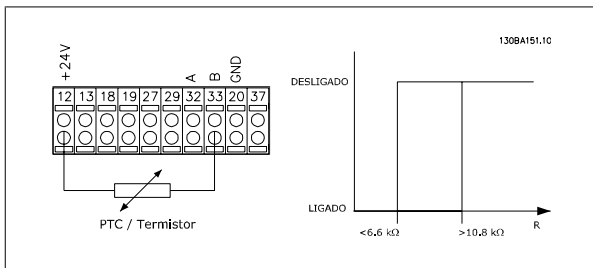 130BA151.10
+24V
A
B
GND
12 13 18 19 27 29 32 33 20 37
PTC / Termistor
DESLIGADO
LIGADO
<6.6 kΩ
>10.8 kΩ
R